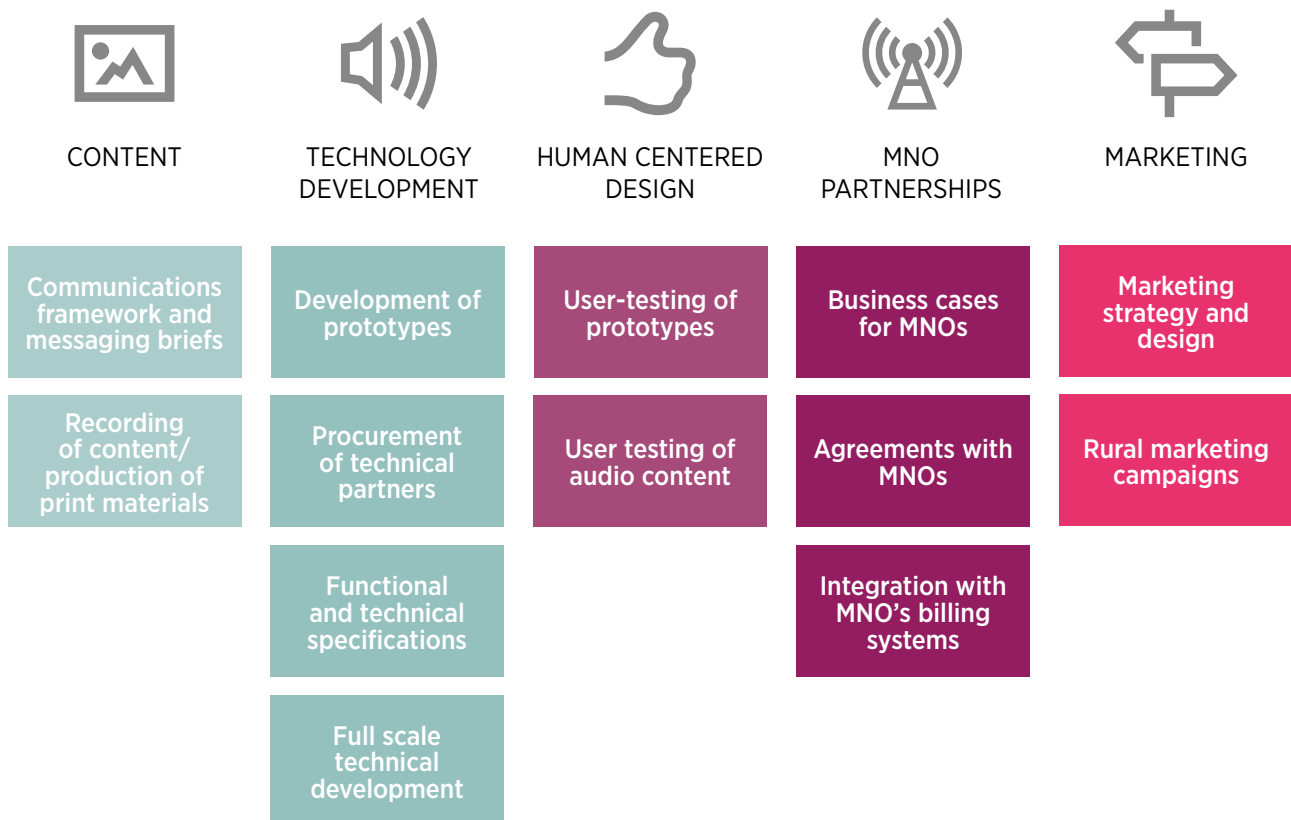 CONTENT
TECHNOLOGY
DEVELOPMENT
HUMAN CENTERED
DESIGN
MNO
PARTNERSHIPS
MARKETING
Communications
framework and
messaging briefs
Development of
prototypes
User-testing of
prototypes
Business cases
for MNOs
Marketing
strategy and
design
Recording
of content/
production of
print materials
Procurement
of technical
partners
User testing of
audio content
Agreements with
MNOs
Rural marketing
campaigns
Functional
and technical
specifications
Integration with
MNO’s billing
systems
Full scale
technical
development